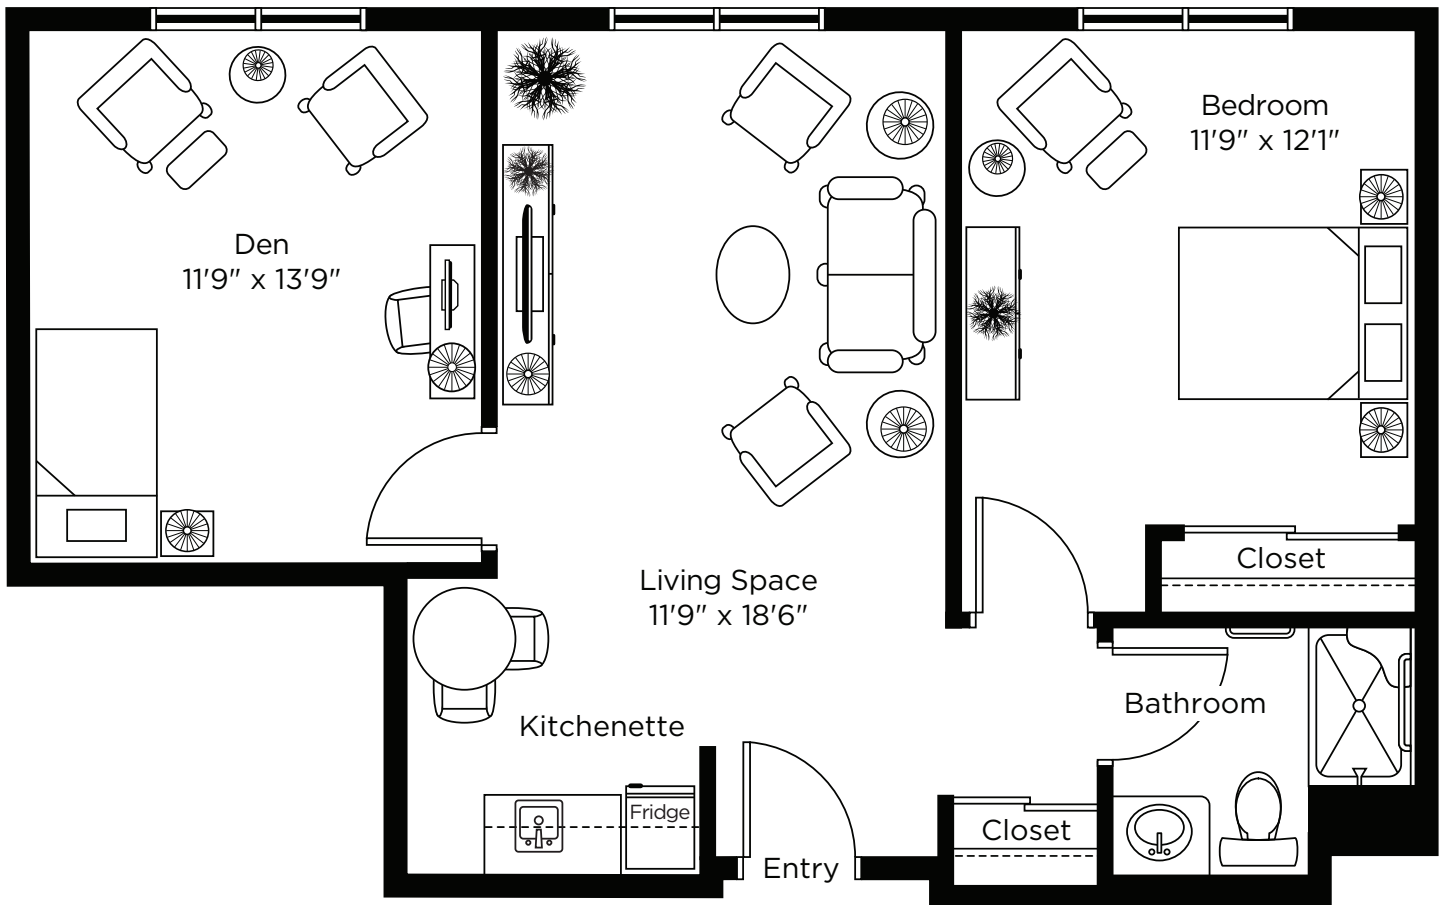 Bedroom
11'9" x 12'1"
Den
11'9" x 13'9"
Closet
Living Space
11'9" x 18'6"
Bathroom
Kitchenette
Fridge
Closet
Entry